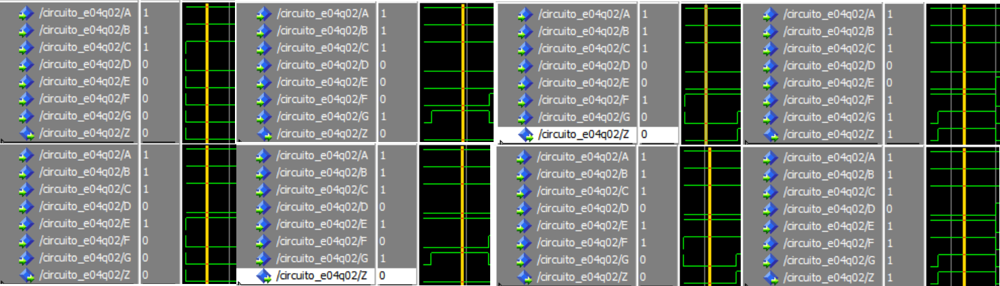 /circuito_e04q02/A 1
/circuito_e04q02/B 1
/circuito_e04q02/C 1
/circuito_e04q02/D 0
/circuito_e04q02/E 0
/circuito_e04q02/F 0
/circuito_e04q02/G 0
/circuito_e04q02/Z 0
/circuito_e04q02/A 1
/circuito_e04q02/B 1
/circuito_e04q02/C 1
/circuito_e04q02/D 0
/circuito_e04q02/E 0
/circuito_e04q02/F 0
/circuito_e04q02/G 1
/circuito_e04q02/Z 0
/circuito_e04q02/A 1
/circuito_e04q02/B 1
/circuito_e04q02/C 1
/circuito_e04q02/D 0
/circuito_e04q02/E 0
/circuito_e04q02/F 1
/circuito_e04q02/G 0
/circuito_e04q02/Z 0
/circuito_e04q02/A 1
/circuito_e04q02/B 1
/circuito_e04q02/C 1
/circuito_e04q02/D 0
/circuito_e04q02/E 0
/circuito_e04q02/F 1
/circuito_e04q02/G 1
/circuito_e04q02/Z 1
/circuito_e04q02/A 1
/circuito_e04q02/B 1
/circuito_e04q02/C 1
/circuito_e04q02/D 0
/circuito_e04q02/E 1
/circuito_e04q02/F 0
/circuito_e04q02/G 0
/circuito_e04q02/Z 0
/circuito_e04q02/A 1
/circuito_e04q02/B 1
/circuito_e04q02/C 1
/circuito_e04q02/D 0
/circuito_e04q02/E 1
/circuito_e04q02/F 0
/circuito_e04q02/G 1
/circuito_e04q02/Z 0
/circuito_e04q02/A 1
/circuito_e04q02/B 1
/circuito_e04q02/C 1
/circuito_e04q02/D 0
/circuito_e04q02/E 1
/circuito_e04q02/F 1
/circuito_e04q02/G 0
/circuito_e04q02/Z 0
/circuito_e04q02/A 1
/circuito_e04q02/B 1
/circuito_e04q02/C 1
/circuito_e04q02/D 0
/circuito_e04q02/E 1
/circuito_e04q02/F 1
/circuito_e04q02/G 1
/circuito_e04q02/Z 1